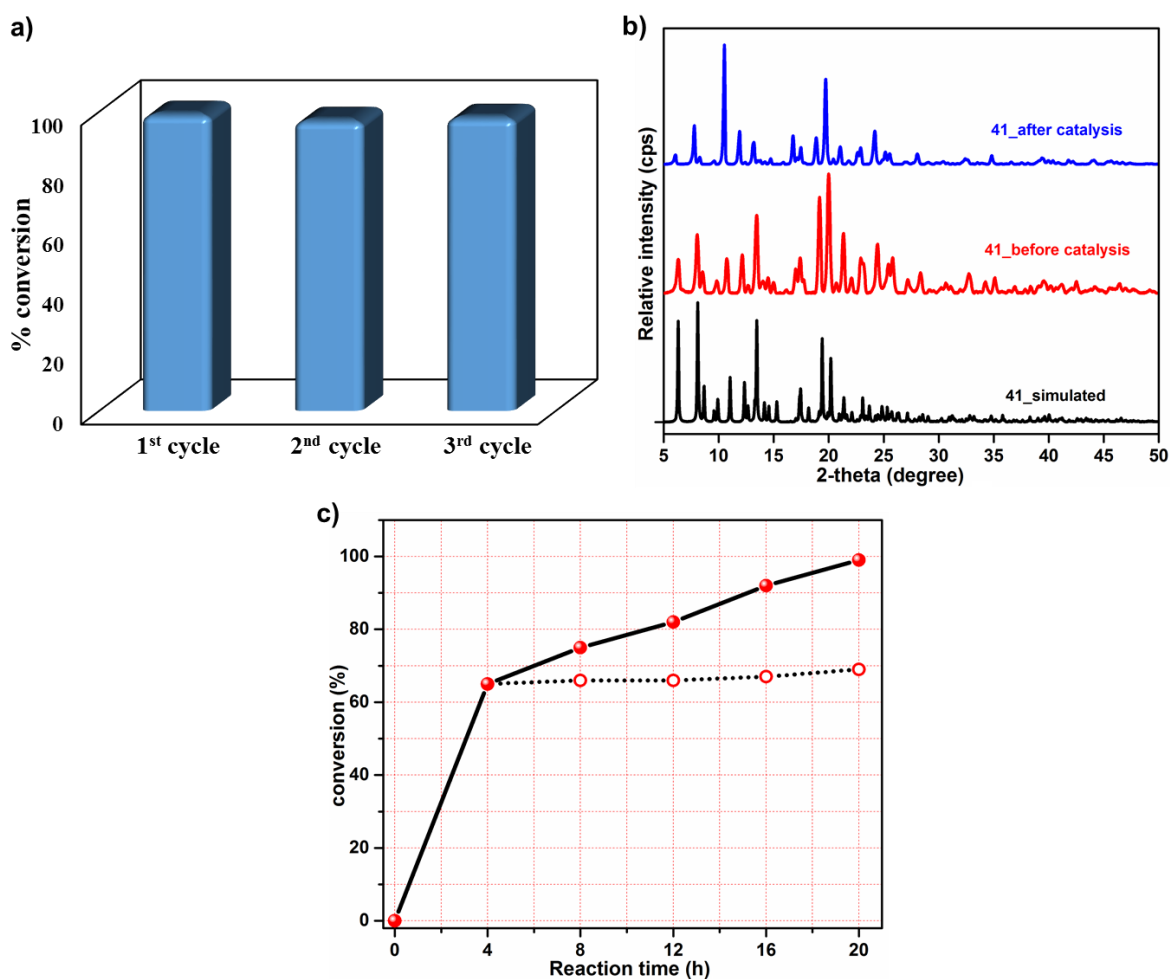 a)
% conversion
100
80
60
40
20
0
1st cycle
2nd cycle
3rd cycle
b)
Relative intensity (cps)
41_after catalysis
41_before catalysis
41_simulated
5 10 15 20 25 30 35 40 45 50
2-theta (degree)
c)
conversion (%)
100
80
60
40
20
0
0 4 8 12 16 20
Reaction time (h)